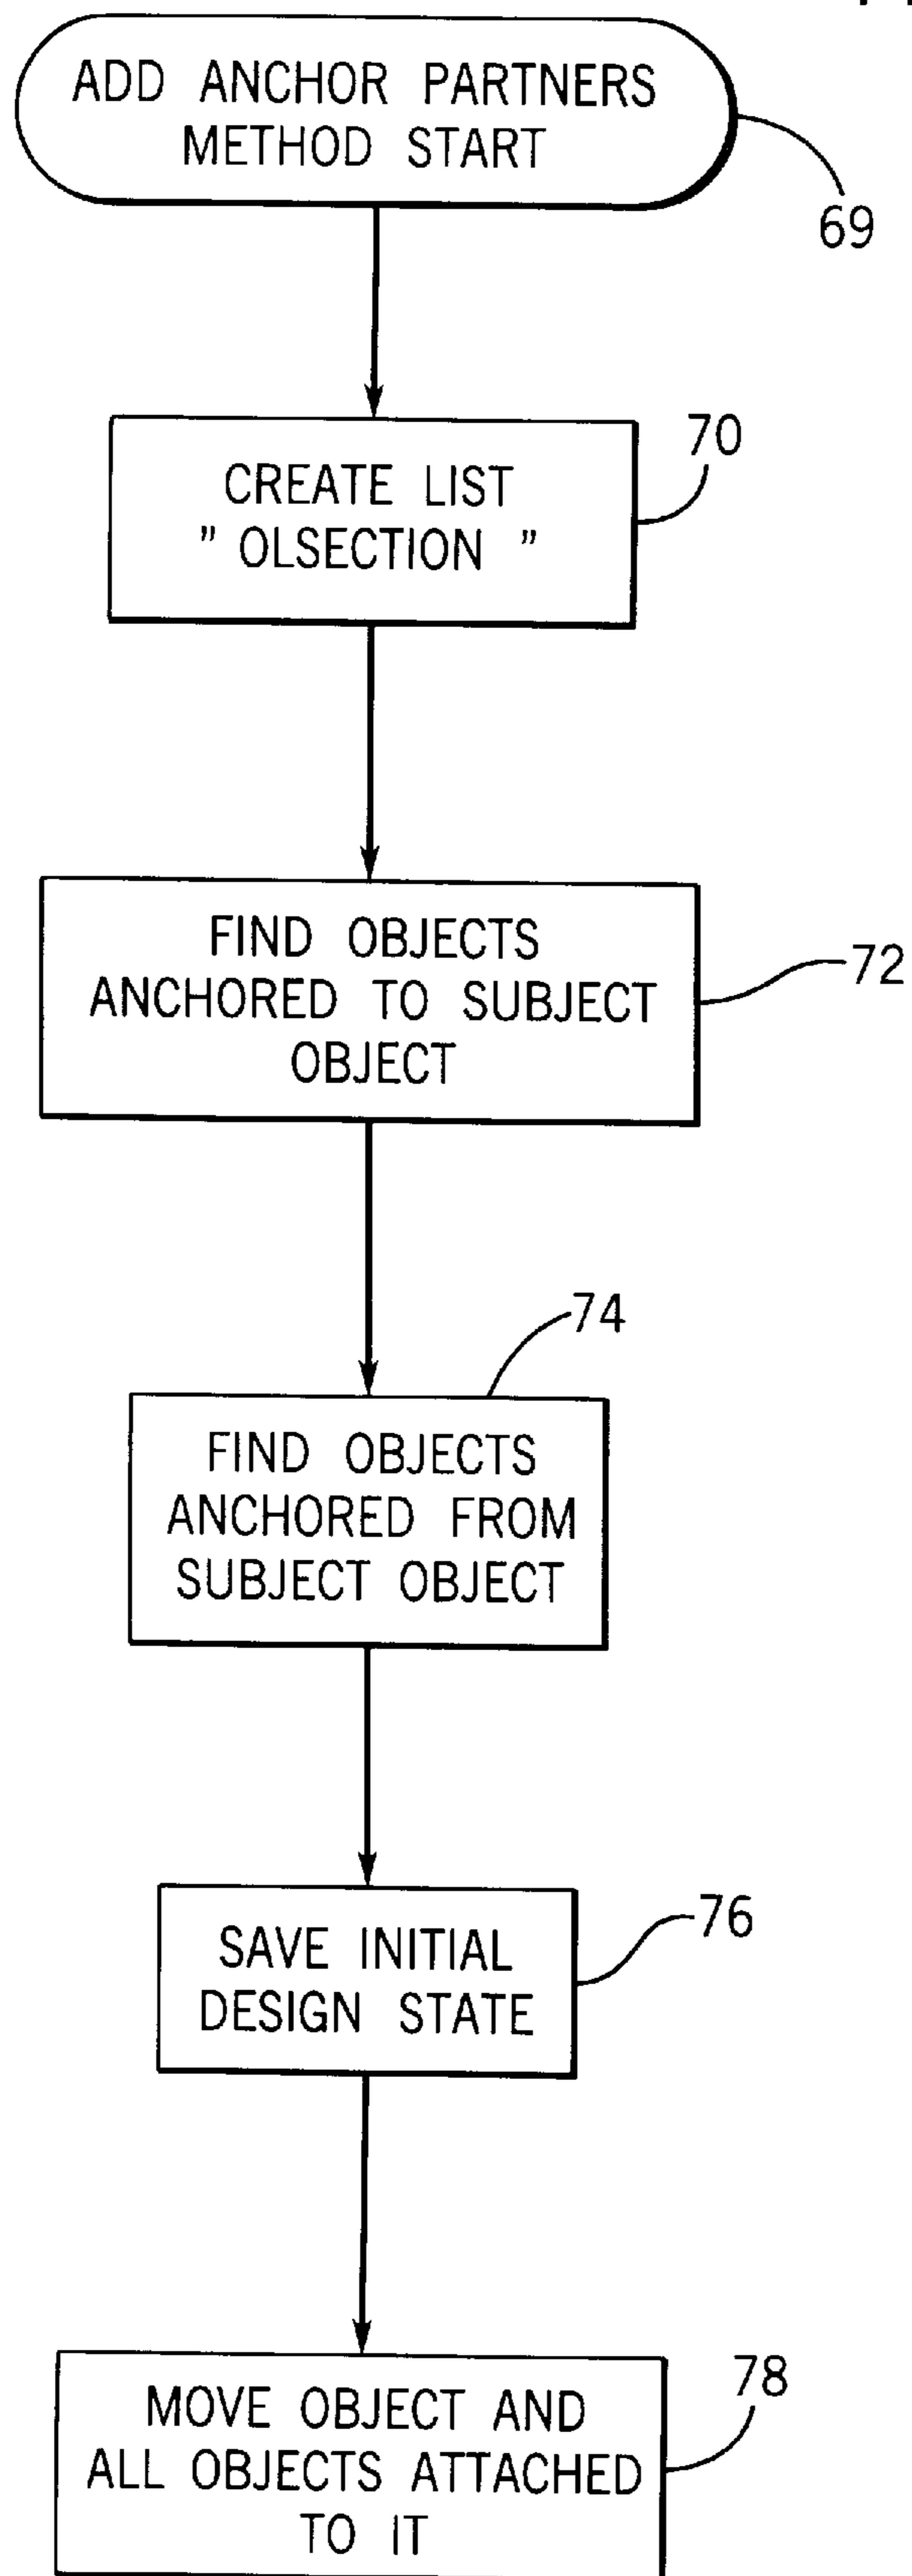 ADD ANCHOR PARTNERS
METHOD START
69
CREATE LIST
” OLSECTION ”
70
FIND OBJECTS
ANCHORED TO SUBJECT
OBJECT
72
74
FIND OBJECTS
ANCHORED FROM
SUBJECT OBJECT
SAVE INITIAL
DESIGN STATE
76
MOVE OBJECT AND
ALL OBJECTS ATTACHED
TO IT
78